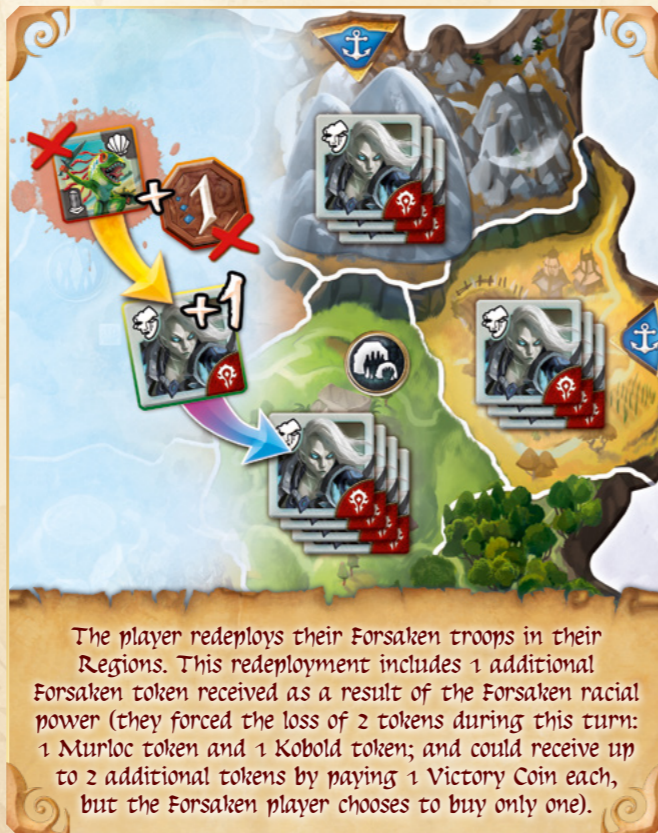 +
1
+1
The player redeploys their Forsaken troops in their
Regions. This redeployment includes 1 additional
Forsaken token received as a result of the Forsaken racial
power (they forced the loss of 2 tokens during this turn:
1 Murloc token and 1 Kobold token; and could receive up
to 2 additional tokens by paying 1 Victory Coin each,
but the Forsaken player chooses to buy only one).